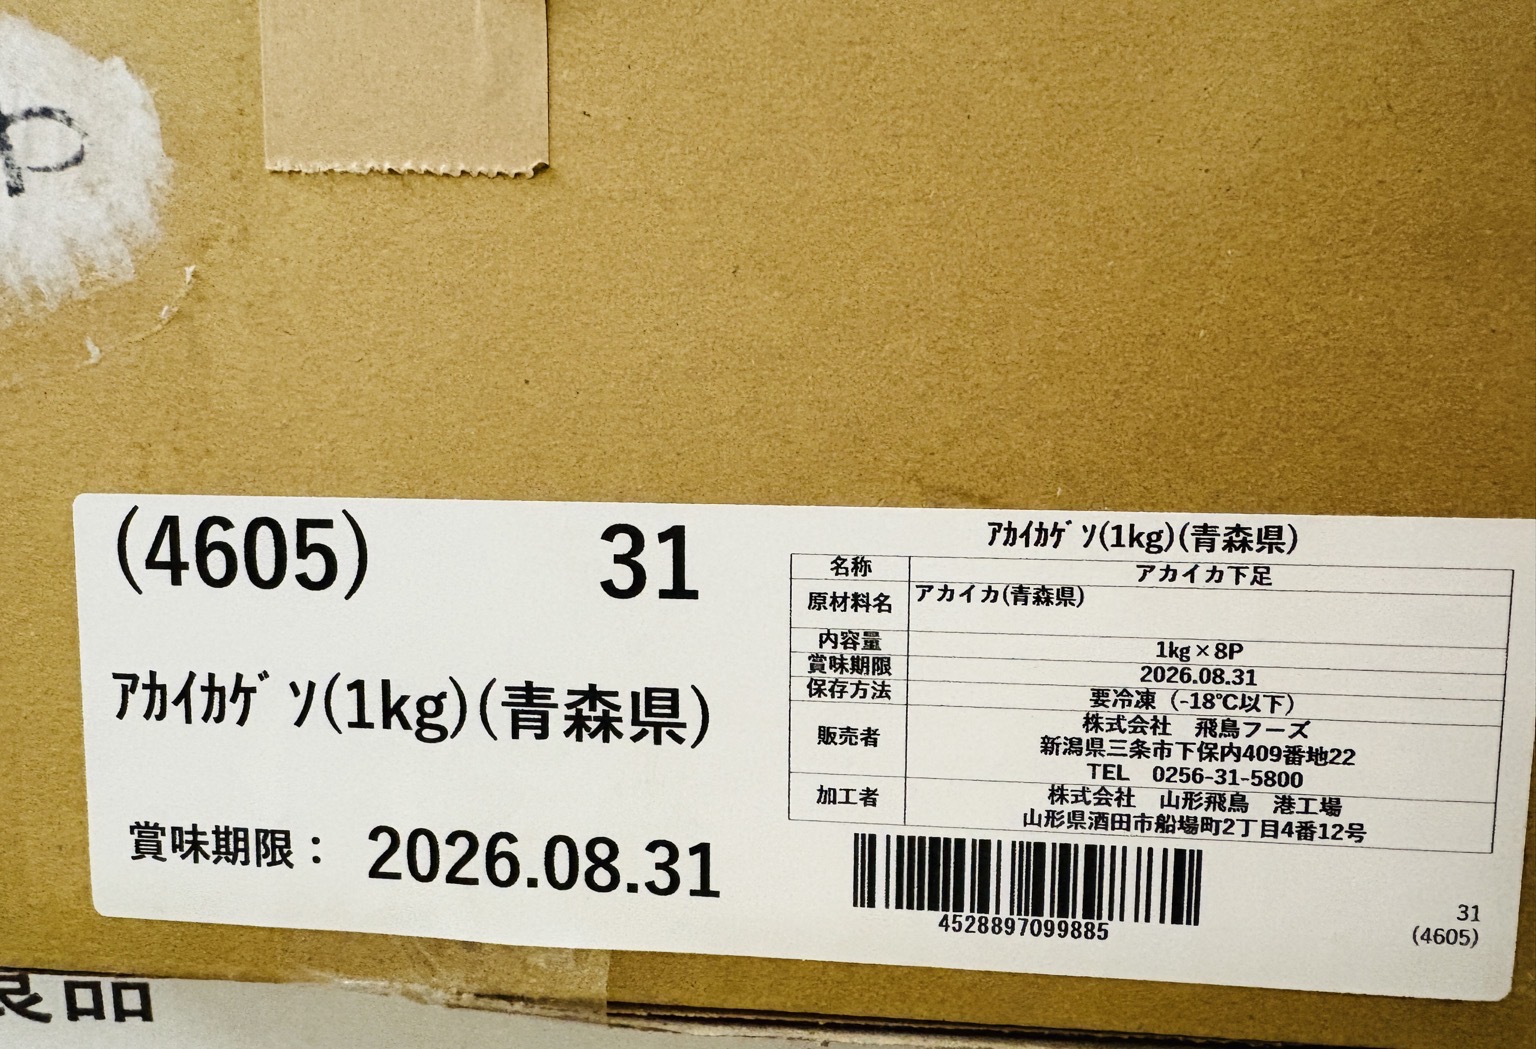 p
(4605) 31
ｱｶｲｶｹﾞｿ(1kg)(青森県)
賞味期限： 2026.08.31
ｱｶｲｶｹﾞｿ(1kg)(青森県)
名称 アカイカ下足
原材料名 アカイカ(青森県)
内容量 1kg×8P
賞味期限 2026.08.31
保存方法 要冷凍（-18℃以下）
販売者 株式会社　飛鳥フーズ
新潟県三条市下保内409番地22
TEL　0256-31-5800
加工者 株式会社　山形飛鳥　港工場
山形県酒田市船場町2丁目4番12号
4528897099885
31
(4605)
良品